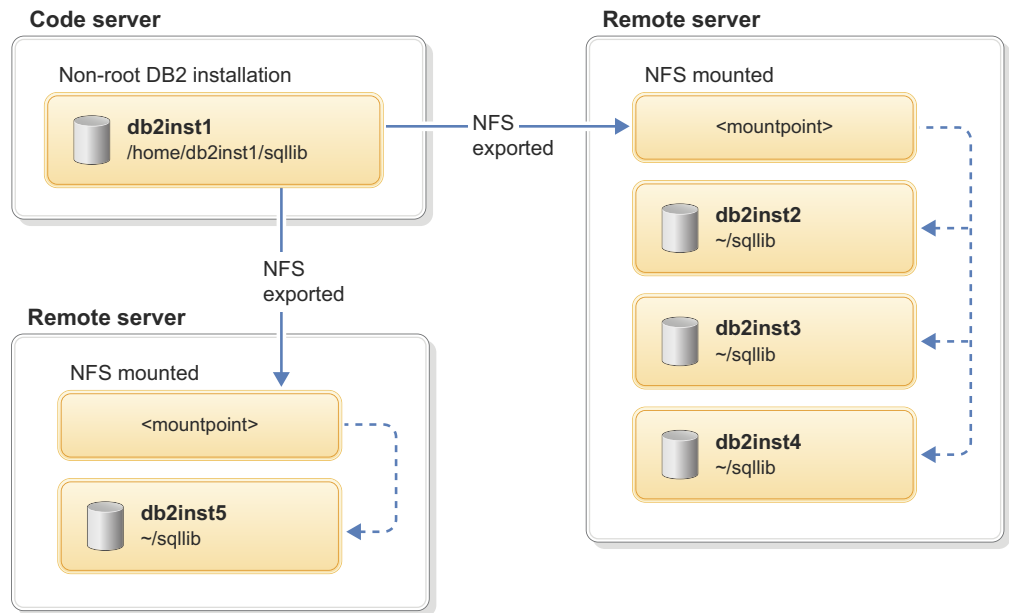 Code server
Non-root DB2 installation
db2inst1
/home/db2inst1/sqllib
NFS
exported
NFS
exported
Remote server
NFS mounted
<mountpoint>
db2inst2
~/sqllib
db2inst3
~/sqllib
db2inst4
~/sqllib
Remote server
NFS mounted
<mountpoint>
db2inst5
~/sqllib